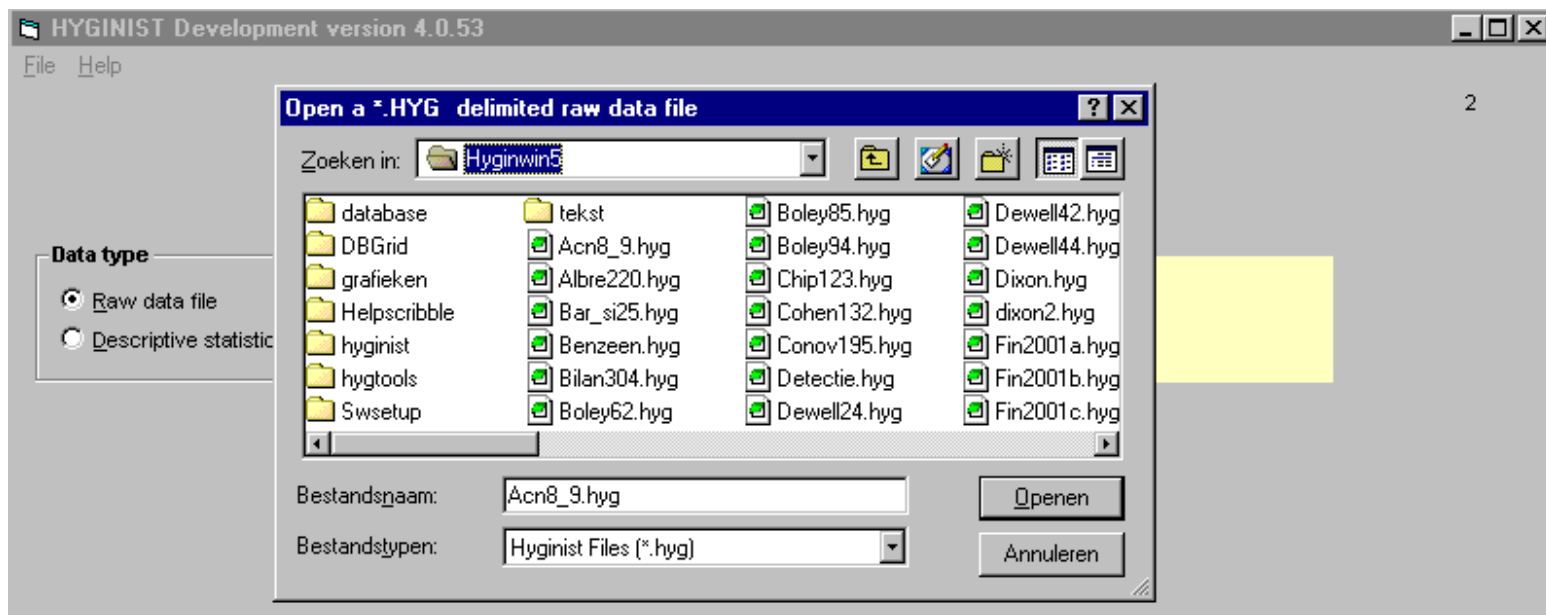 HYGINIST Development version 4.0.53
File Help
2
Open a *.HYG delimited raw data file
Zoeken in: Hyginwin5
database tekst Boley85.hyg Dewell42.hyg
DBGrid Acn8_9.hyg Boley94.hyg Dewell44.hyg
grafieken Albre220.hyg Chip123.hyg Dixon.hyg
Helpscribble Bar_si25.hyg Cohen132.hyg dixon2.hyg
hyginist Benzeen.hyg Conov195.hyg Fin2001a.hyg
hygtools Bilan304.hyg Detectie.hyg Fin2001b.hyg
Swsetup Boley62.hyg Dewell24.hyg Fin2001c.hyg
Data type
Raw data file
Descriptive statistic
Bestandsnaam: Acn8_9.hyg Openen
Bestandstypen: Hyginist Files (*.hyg) Annuleren